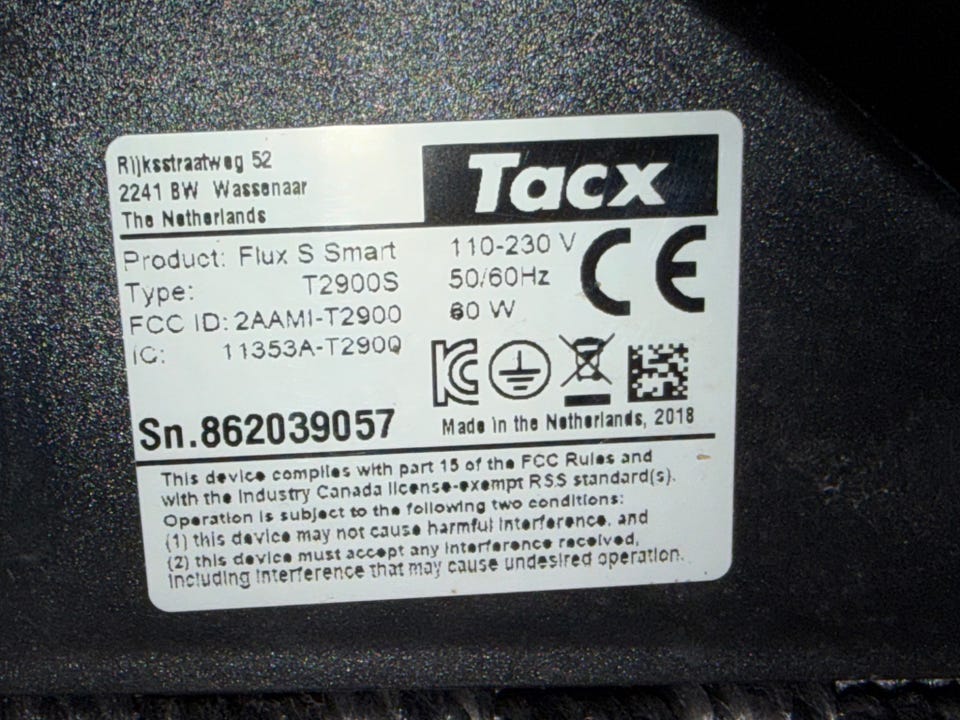 Rijksstraatweg 52
2241 BW Wassenaar
The Netherlands
Tacx
Product: Flux S Smart
Type: T2900S
FCC ID: 2AAMI-T2900
IC: 11353A-T2900
110-230 V
50/60Hz
60 W
CE
Sn.862039057
Made in the Netherlands, 2018
This device complies with part 15 of the FCC Rules and
with the Industry Canada license-exempt RSS standard(s).
Operation is subject to the following two conditions:
(1) this device may not cause harmful interference, and
(2) this device must accept any interference received,
including interference that may cause undesired operation.